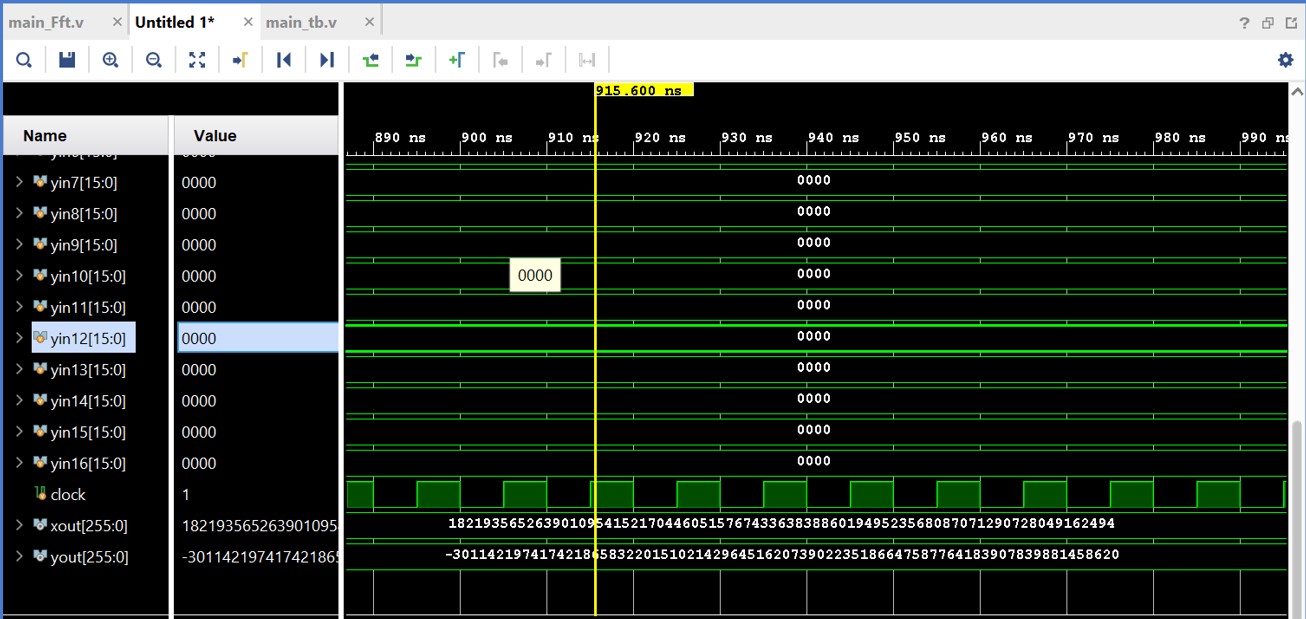 main_Fft.v
Untitled 1*
main_tb.v
?
915.600 ns
Name
Value
890 ns 900 ns 910 ns 920 ns 930 ns 940 ns 950 ns 960 ns 970 ns 980 ns 990 ns
yin7[15:0] 0000 0000
yin8[15:0] 0000 0000
yin9[15:0] 0000 0000
yin10[15:0] 0000 0000 0000
yin11[15:0] 0000 0000
yin12[15:0] 0000 0000
yin13[15:0] 0000 0000
yin14[15:0] 0000 0000
yin15[15:0] 0000 0000
yin16[15:0] 0000 0000
clock 1
xout[255:0] 182193565263901095 18219356526390109541521704460515767433638388601949523568087071290728049162494
yout[255:0] -301142197417421865 -30114219741742186583220151021429645162073902235186647587764183907839881458620